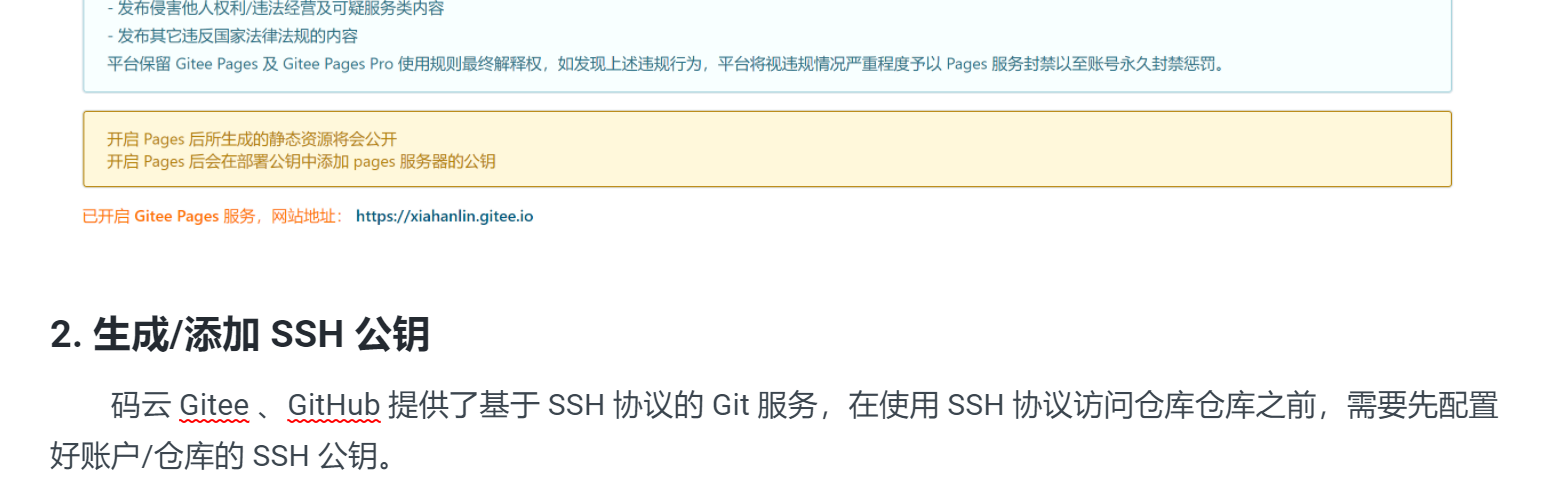 - 发布侵害他人权利/违法经营及可疑服务类内容
- 发布其它违反国家法律法规的内容
平台保留 Gitee Pages 及 Gitee Pages Pro 使用规则最终解释权，如发现上述违规行为，平台将视违规情况严重程度予以 Pages 服务封禁以至账号永久封禁惩罚。
开启 Pages 后所生成的静态资源将会公开
开启 Pages 后会在部署公钥中添加 pages 服务器的公钥
已开启 Gitee Pages 服务，网站地址： https://xiahanlin.gitee.io
2. 生成/添加 SSH 公钥
码云 Gitee 、GitHub 提供了基于 SSH 协议的 Git 服务，在使用 SSH 协议访问仓库仓库之前，需要先配置
好账户/仓库的 SSH 公钥。